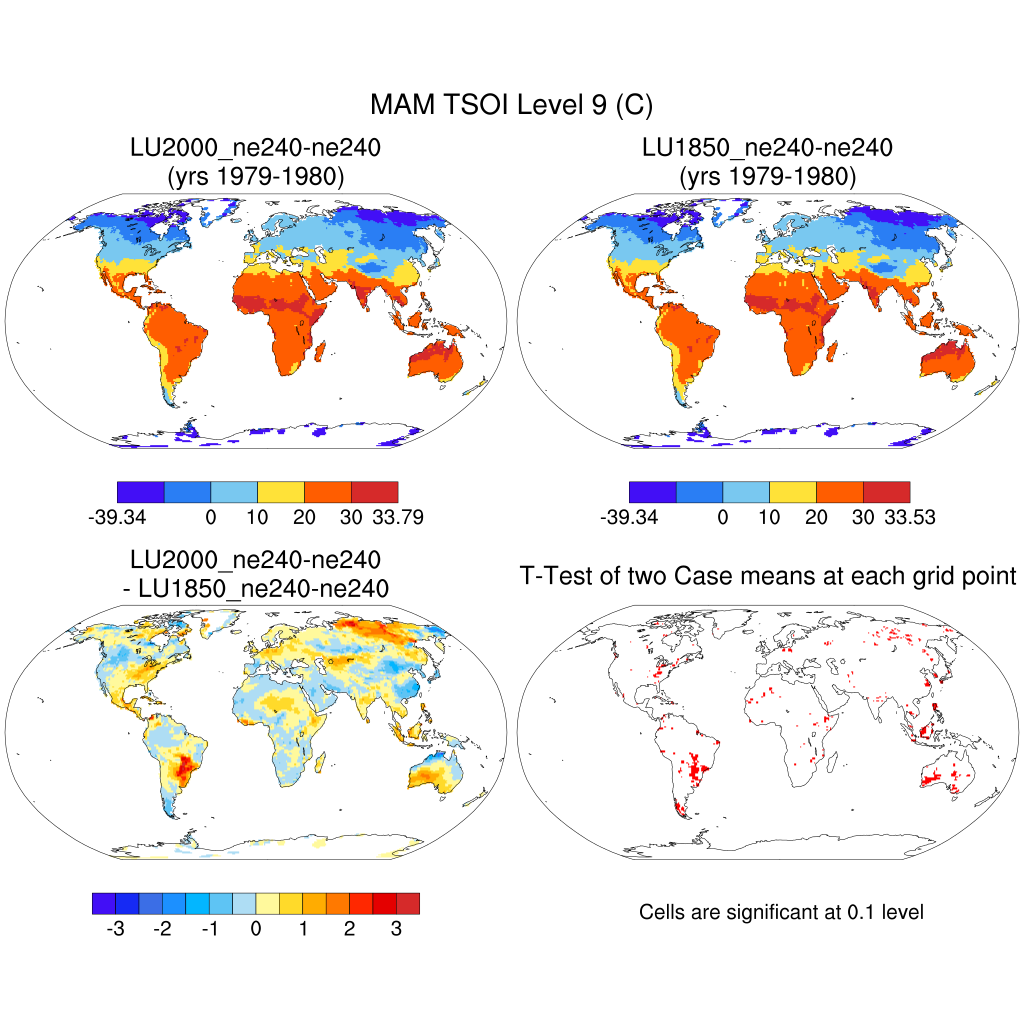 MAM TSOI Level 9 (C)
LU2000_ne240-ne240
(yrs 1979-1980)
LU1850_ne240-ne240
(yrs 1979-1980)
-39.34 0 10 20 30 33.79
-39.34 0 10 20 30 33.53
LU2000_ne240-ne240
- LU1850_ne240-ne240
T-Test of two Case means at each grid point
-3 -2 -1 0 1 2 3
Cells are significant at 0.1 level